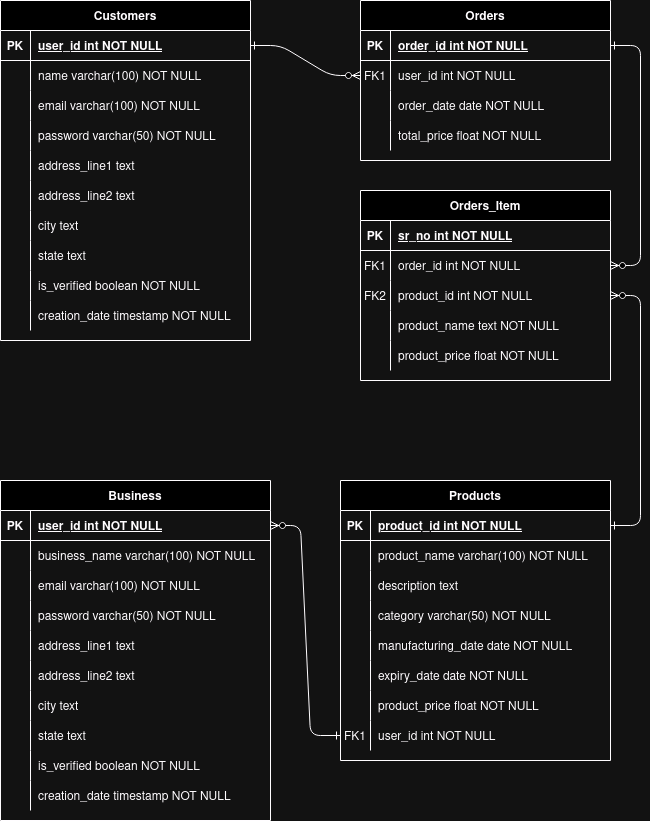 Customers
PK user_id int NOT NULL
name varchar(100) NOT NULL
email varchar(100) NOT NULL
password varchar(50) NOT NULL
address_line1 text
address_line2 text
city text
state text
is_verified boolean NOT NULL
creation_date timestamp NOT NULL
Orders
PK order_id int NOT NULL
FK1 user_id int NOT NULL
order_date date NOT NULL
total_price float NOT NULL
Orders_Item
PK sr_no int NOT NULL
FK1 order_id int NOT NULL
FK2 product_id int NOT NULL
product_name text NOT NULL
product_price float NOT NULL
Business
PK user_id int NOT NULL
business_name varchar(100) NOT NULL
email varchar(100) NOT NULL
password varchar(50) NOT NULL
address_line1 text
address_line2 text
city text
state text
is_verified boolean NOT NULL
creation_date timestamp NOT NULL
Products
PK product_id int NOT NULL
product_name varchar(100) NOT NULL
description text
category varchar(50) NOT NULL
manufacturing_date date NOT NULL
expiry_date date NOT NULL
product_price float NOT NULL
FK1 user_id int NOT NULL